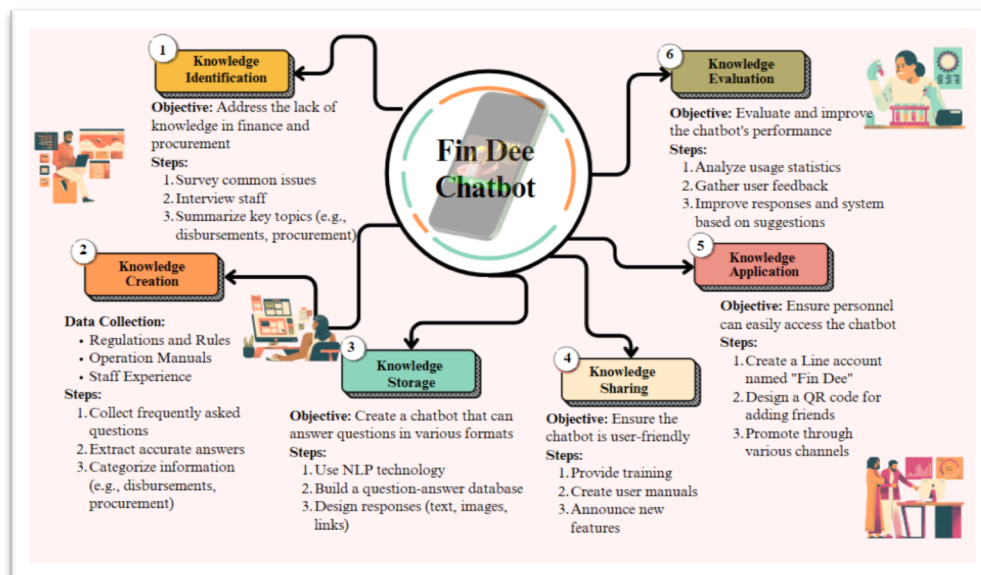 Fin Dee
Chatbot
1
Knowledge
Identification
Objective: Address the lack of
knowledge in finance and
procurement
Steps:
1. Survey common issues
2. Interview staff
3. Summarize key topics (e.g.,
disbursements, procurement)
2
Knowledge
Creation
Data Collection:
• Regulations and Rules
• Operation Manuals
• Staff Experience
Steps:
1. Collect frequently asked
questions
2. Extract accurate answers
3. Categorize information
(e.g., disbursements,
procurement)
3
Knowledge
Storage
Objective: Create a chatbot that can
answer questions in various formats
Steps:
1. Use NLP technology
2. Build a question-answer database
3. Design responses (text, images,
links)
4
Knowledge
Sharing
Objective: Ensure the
chatbot is user-friendly
Steps:
1. Provide training
2. Create user manuals
3. Announce new
features
5
Knowledge
Application
Objective: Ensure personnel
can easily access the chatbot
Steps:
1. Create a Line account
named "Fin Dee"
2. Design a QR code for
adding friends
3. Promote through
various channels
6
Knowledge
Evaluation
Objective: Evaluate and improve
the chatbot's performance
Steps:
1. Analyze usage statistics
2. Gather user feedback
3. Improve responses and system
based on suggestions